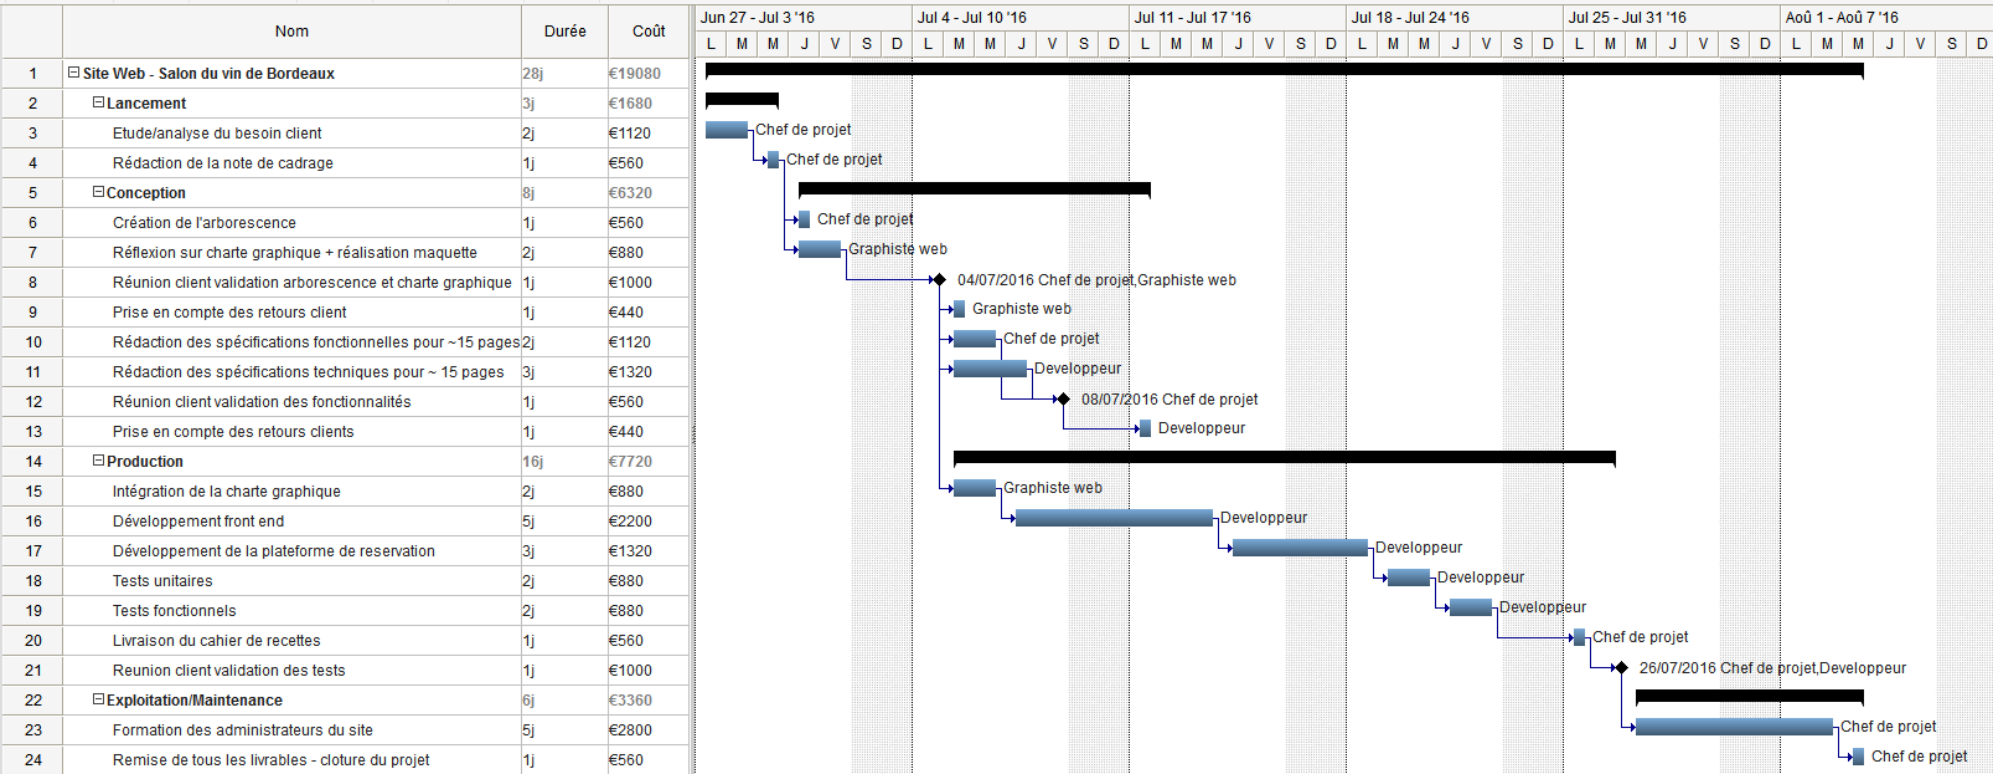 Nom Durée Coût Jun 27 - Jul 3 '16 Jul 4 - Jul 10 '16 Jul 11 - Jul 17 '16 Jul 18 - Jul 24 '16 Jul 25 - Jul 31 '16 Aoû 1 - Aoû 7 '16
L M M J V S D L M M J V S D L M M J V S D L M M J V S D L M M J V S D L M M J V S D
1 Site Web - Salon du vin de Bordeaux 28j €19080
2 Lancement 3j €1680
3 Etude/analyse du besoin client 2j €1120 Chef de projet
4 Rédaction de la note de cadrage 1j €560 Chef de projet
5 Conception 8j €6320
6 Création de l'arborescence 1j €560 Chef de projet
7 Réflexion sur charte graphique + réalisation maquette 2j €880 Graphiste web
8 Réunion client validation arborescence et charte graphique 1j €1000 04/07/2016 Chef de projet,Graphiste web
9 Prise en compte des retours client 1j €440 Graphiste web
10 Rédaction des spécifications fonctionnelles pour ~15 pages 2j €1120 Chef de projet
11 Rédaction des spécifications techniques pour ~ 15 pages 3j €1320 Developpeur
12 Réunion client validation des fonctionnalités 1j €560 08/07/2016 Chef de projet
13 Prise en compte des retours clients 1j €440 Developpeur
14 Production 16j €7720
15 Intégration de la charte graphique 2j €880 Graphiste web
16 Développement front end 5j €2200 Developpeur
17 Développement de la plateforme de reservation 3j €1320 Developpeur
18 Tests unitaires 2j €880 Developpeur
19 Tests fonctionnels 2j €880 Developpeur
20 Livraison du cahier de recettes 1j €560 Chef de projet
21 Reunion client validation des tests 1j €1000 26/07/2016 Chef de projet,Developpeur
22 Exploitation/Maintenance 6j €3360
23 Formation des administrateurs du site 5j €2800 Chef de projet
24 Remise de tous les livrables - cloture du projet 1j €560 Chef de projet